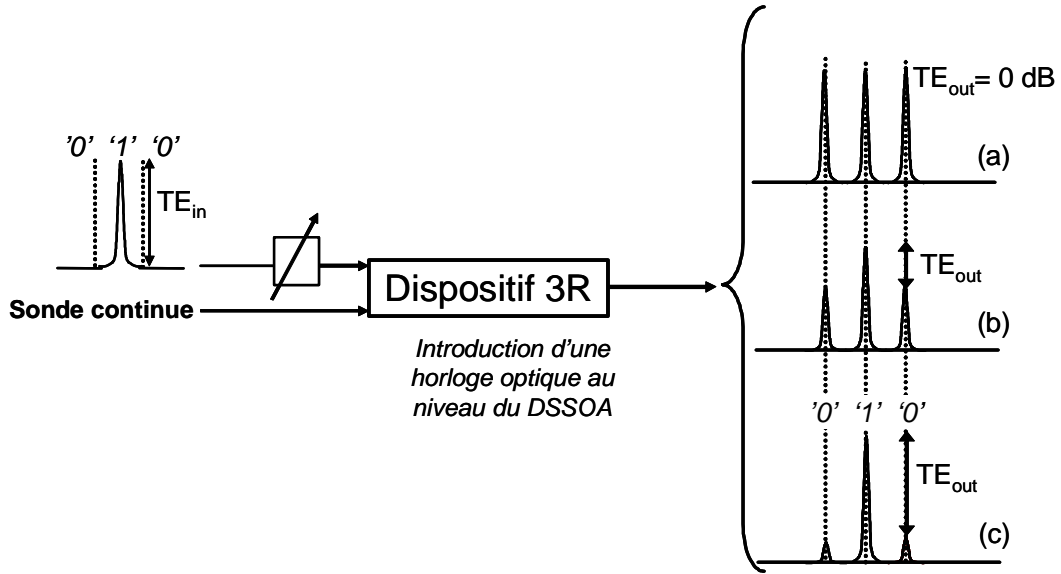 '0' '1' '0'
TEin
Sonde continue
Dispositif 3R
Introduction d'une
horloge optique au
niveau du DSSOA
TEout= 0 dB
(a)
TEout
(b)
'0' '1' '0'
TEout
(c)